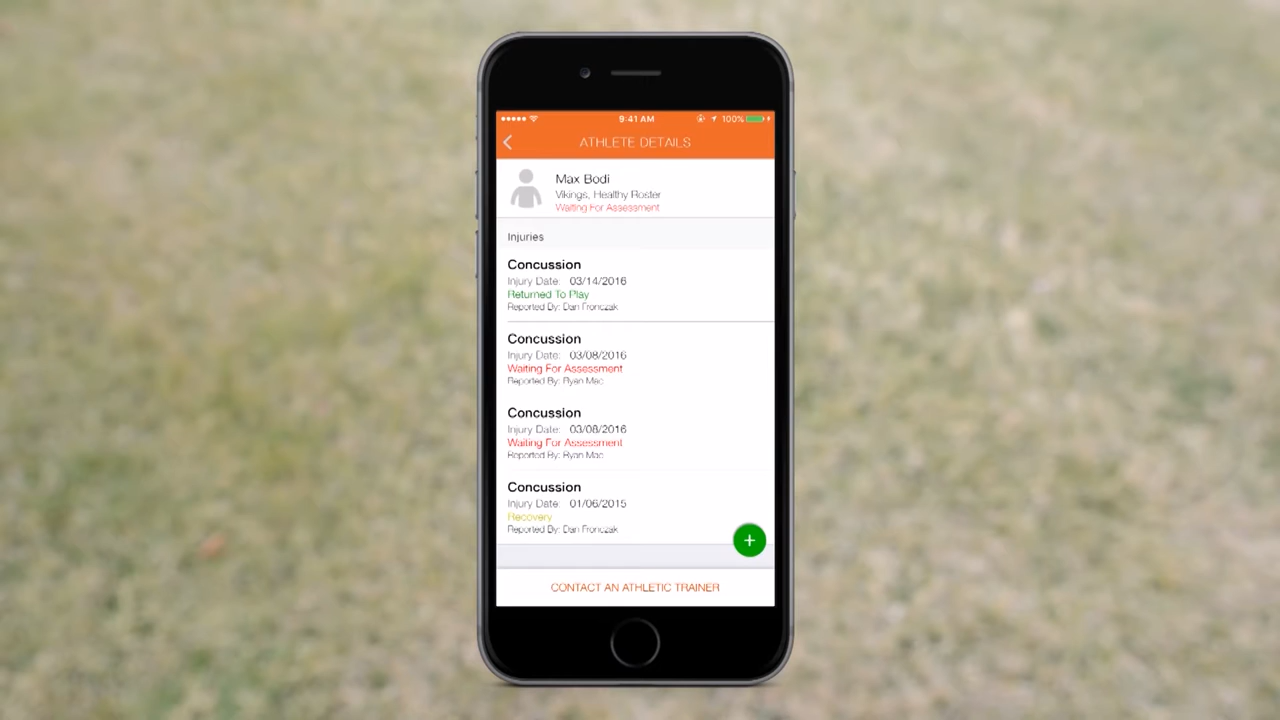 9:41 AM
100%
ATHLETE DETAILS
Max Bodi
Vikings, Healthy Roster
Waiting For Assessment
Injuries
Concussion
Injury Date: 03/14/2016
Returned To Play
Reported By: Dan Fronczak
Concussion
Injury Date: 03/08/2016
Waiting For Assessment
Reported By: Ryan Mac
Concussion
Injury Date: 03/08/2016
Waiting For Assessment
Reported By: Ryan Mac
Concussion
Injury Date: 01/06/2015
Recovery
Reported By: Dan Fronczak
+
CONTACT AN ATHLETIC TRAINER